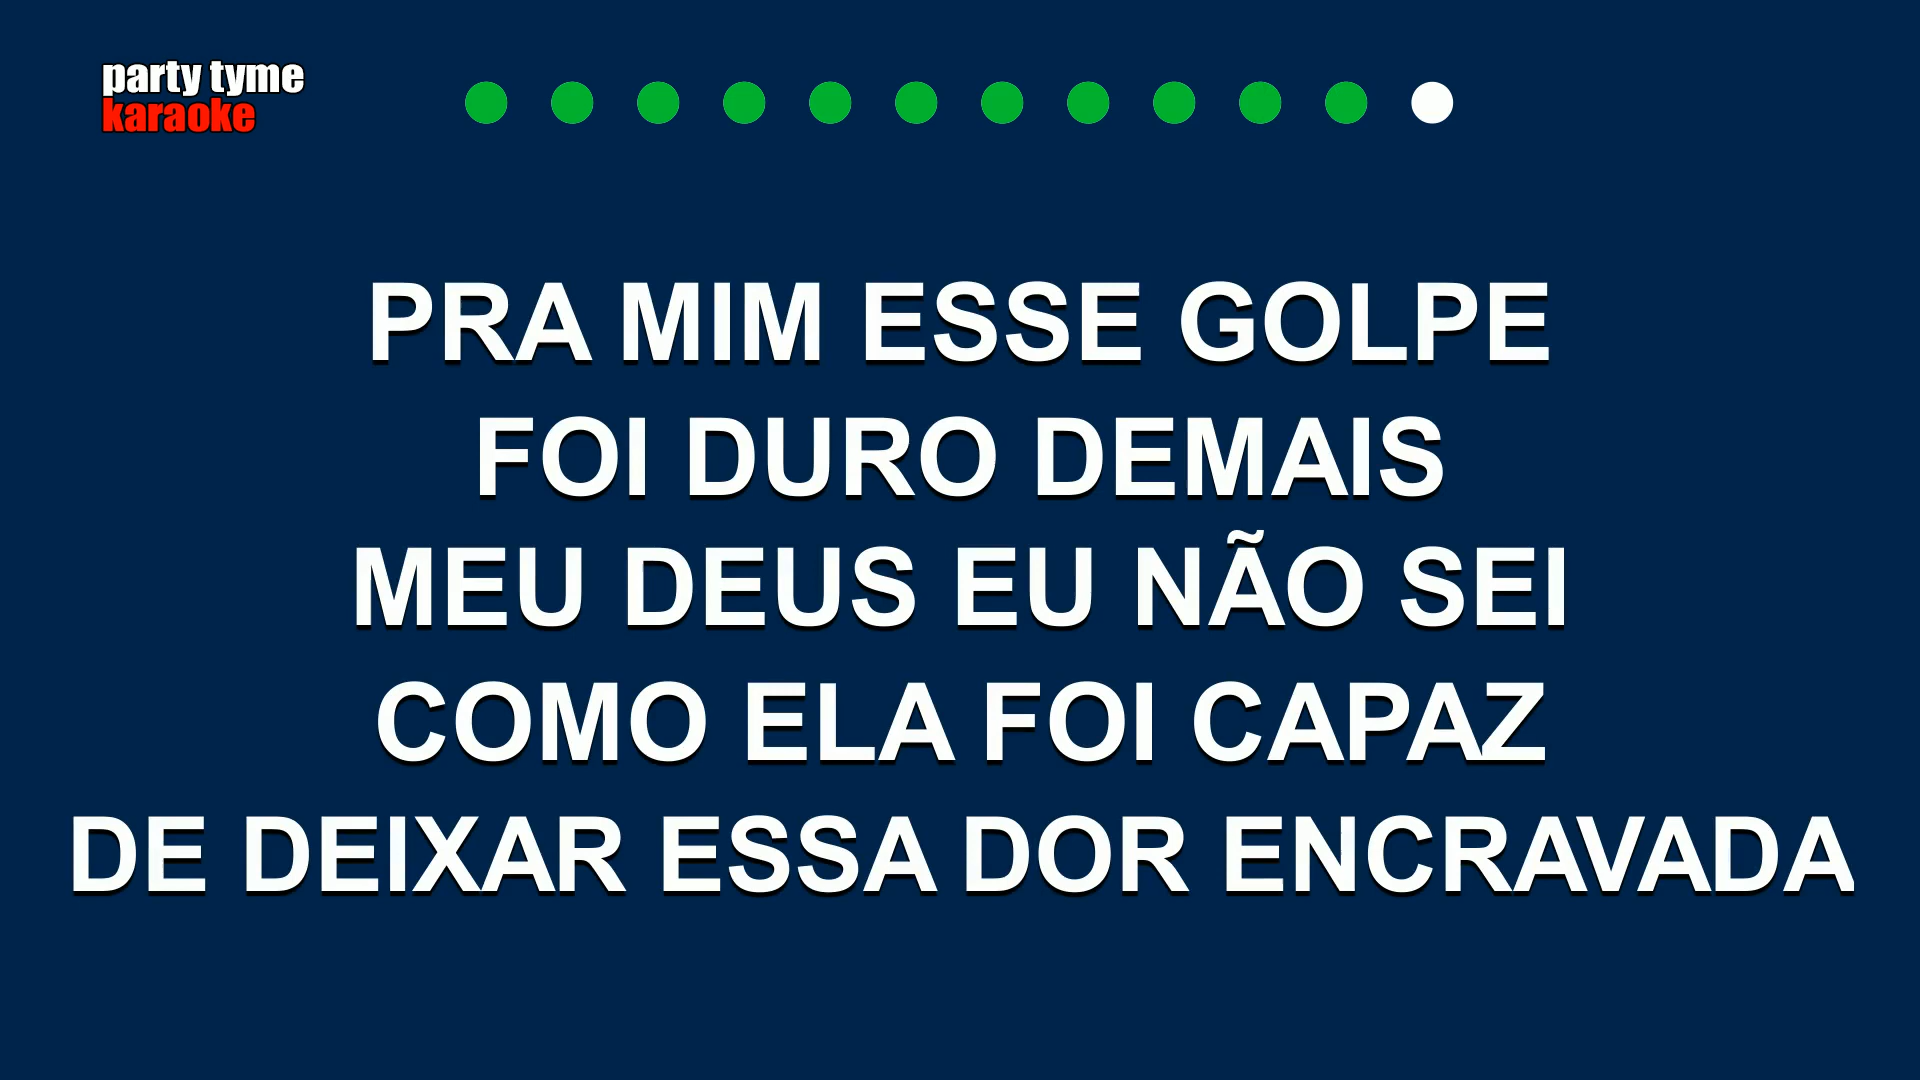 party tyme
karaoke
PRA MIM ESSE GOLPE
FOI DURO DEMAIS
MEU DEUS EU NÃO SEI
COMO ELA FOI CAPAZ
DE DEIXAR ESSA DOR ENCRAVADA